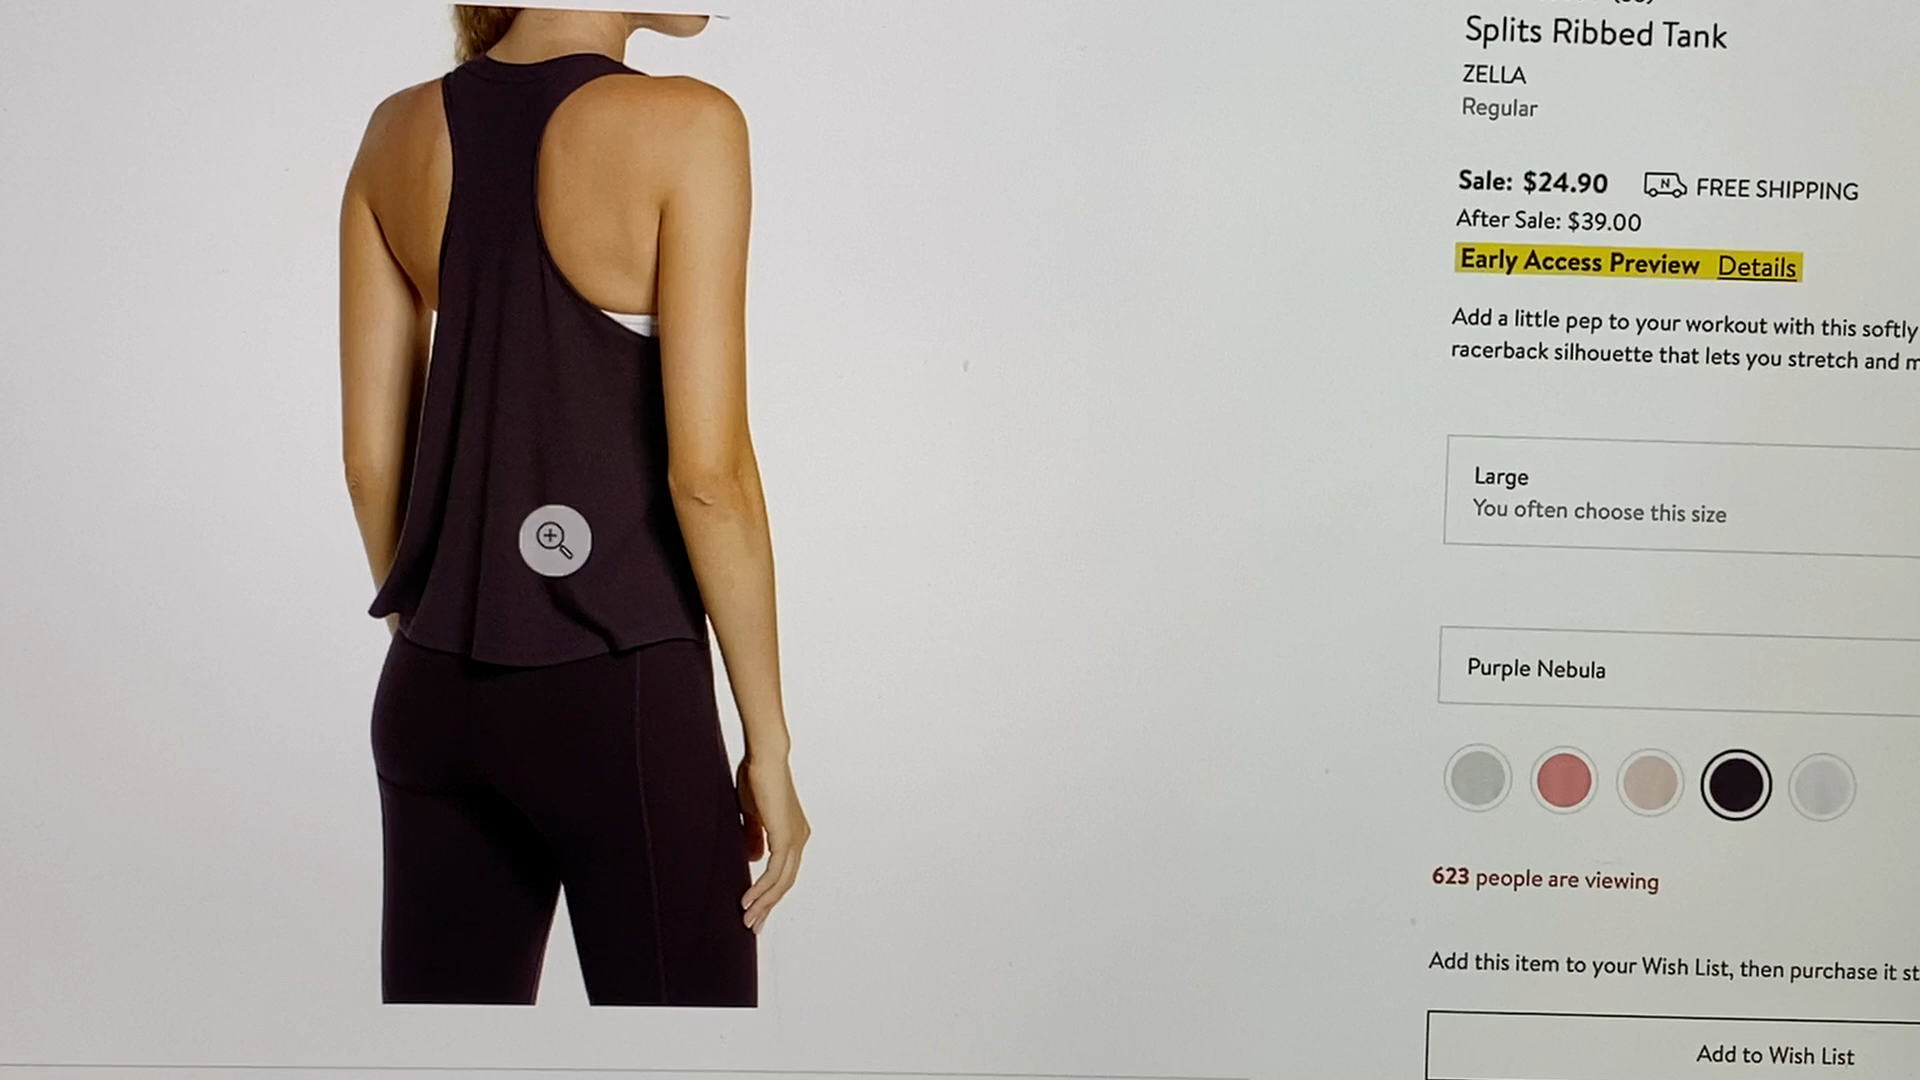 Splits Ribbed Tank
ZELLA
Regular
Sale: $24.90 N FREE SHIPPING
After Sale: $39.00
Early Access Preview Details
Add a little pep to your workout with this softly
racerback silhouette that lets you stretch and m
Large
You often choose this size
Purple Nebula
623 people are viewing
Add this item to your Wish List, then purchase it st
Add to Wish List